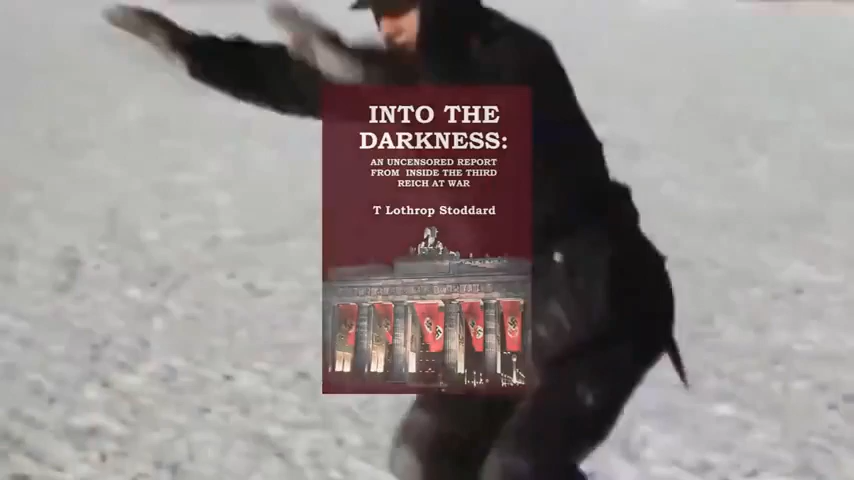 INTO THE
DARKNESS:
AN UNCENSORED REPORT
FROM INSIDE THE THIRD
REICH AT WAR
T Lothrop Stoddard